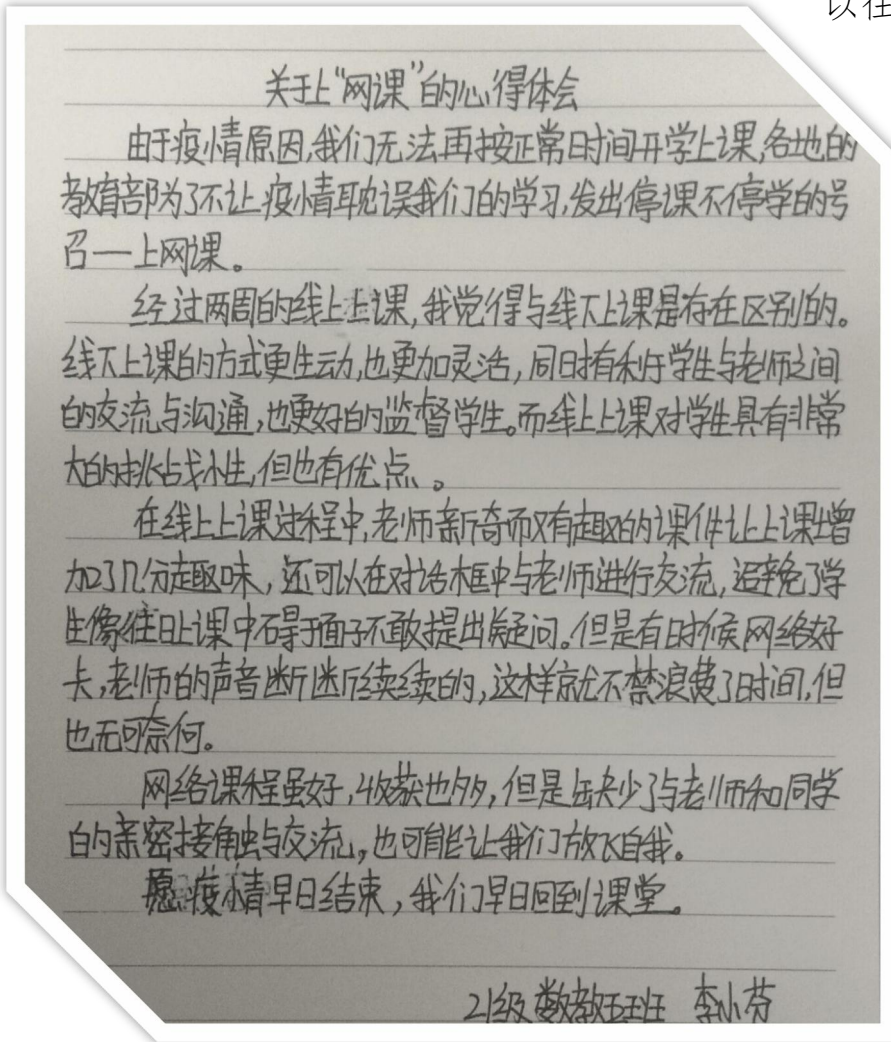 以在
关于上“网课”的心得体会
由于疫情原因,我们无法再按正常日时间开学上课,各地的
教育部为了不让疫情耽误我们的学习,发出停课不停学的号
召——上网课。
经过两周的线上上课,我觉得与线下上课是存在区别的。
线下上课的方式更生动,也更加灵活,同时有利于学生与老师之间
的交流与沟通,也更好的监督学生。而线上上课对学生具有非常
大的挑战性,但也有优点。
在线上上课过程中,老师新奇而又有趣的课件让上课增
加了几分趣味,还可以在对话框中与老师进行交流,避免了学
生像往日上课中碍于面子不敢提出疑问。但是有时候网络好
卡,老师的声音断断续续的,这样就不禁浪费了时间,但
也无可奈何。
网络课程虽好,收获也多,但是缺少了与老师和同学
的亲密接触与交流,也可能让我们放飞自我。
愿疫情早日结束,我们早日回到课堂。
21级数教五班 李小芬